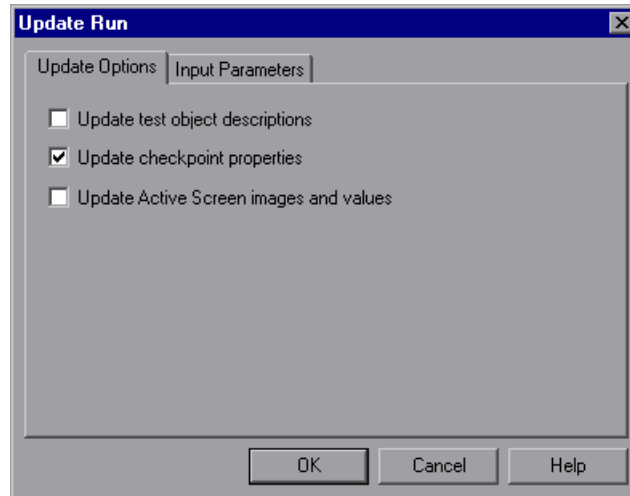 Update Run
Update Options Input Parameters
Update test object descriptions
Update checkpoint properties
Update Active Screen images and values
OK Cancel Help